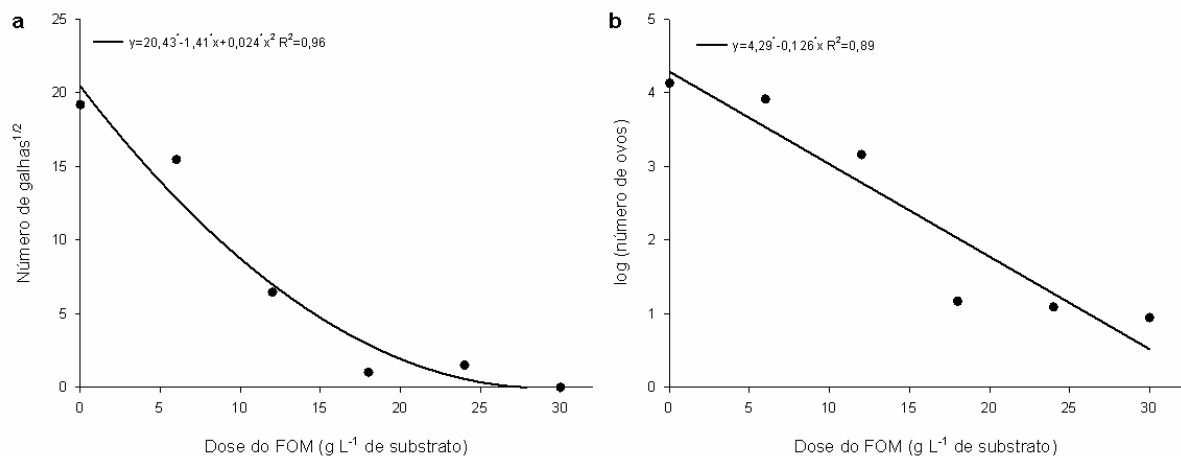 a
y=20,43*-1,41*x+0,024*x² R²=0,96
Número de galhas1/2
25
20
15
10
5
0
0 5 10 15 20 25 30
Dose do FOM (g L-1 de substrato)
b
y=4,29*-0,126*x R²=0,89
log (número de ovos)
5
4
3
2
1
0
0 5 10 15 20 25 30
Dose do FOM (g L-1 de substrato)